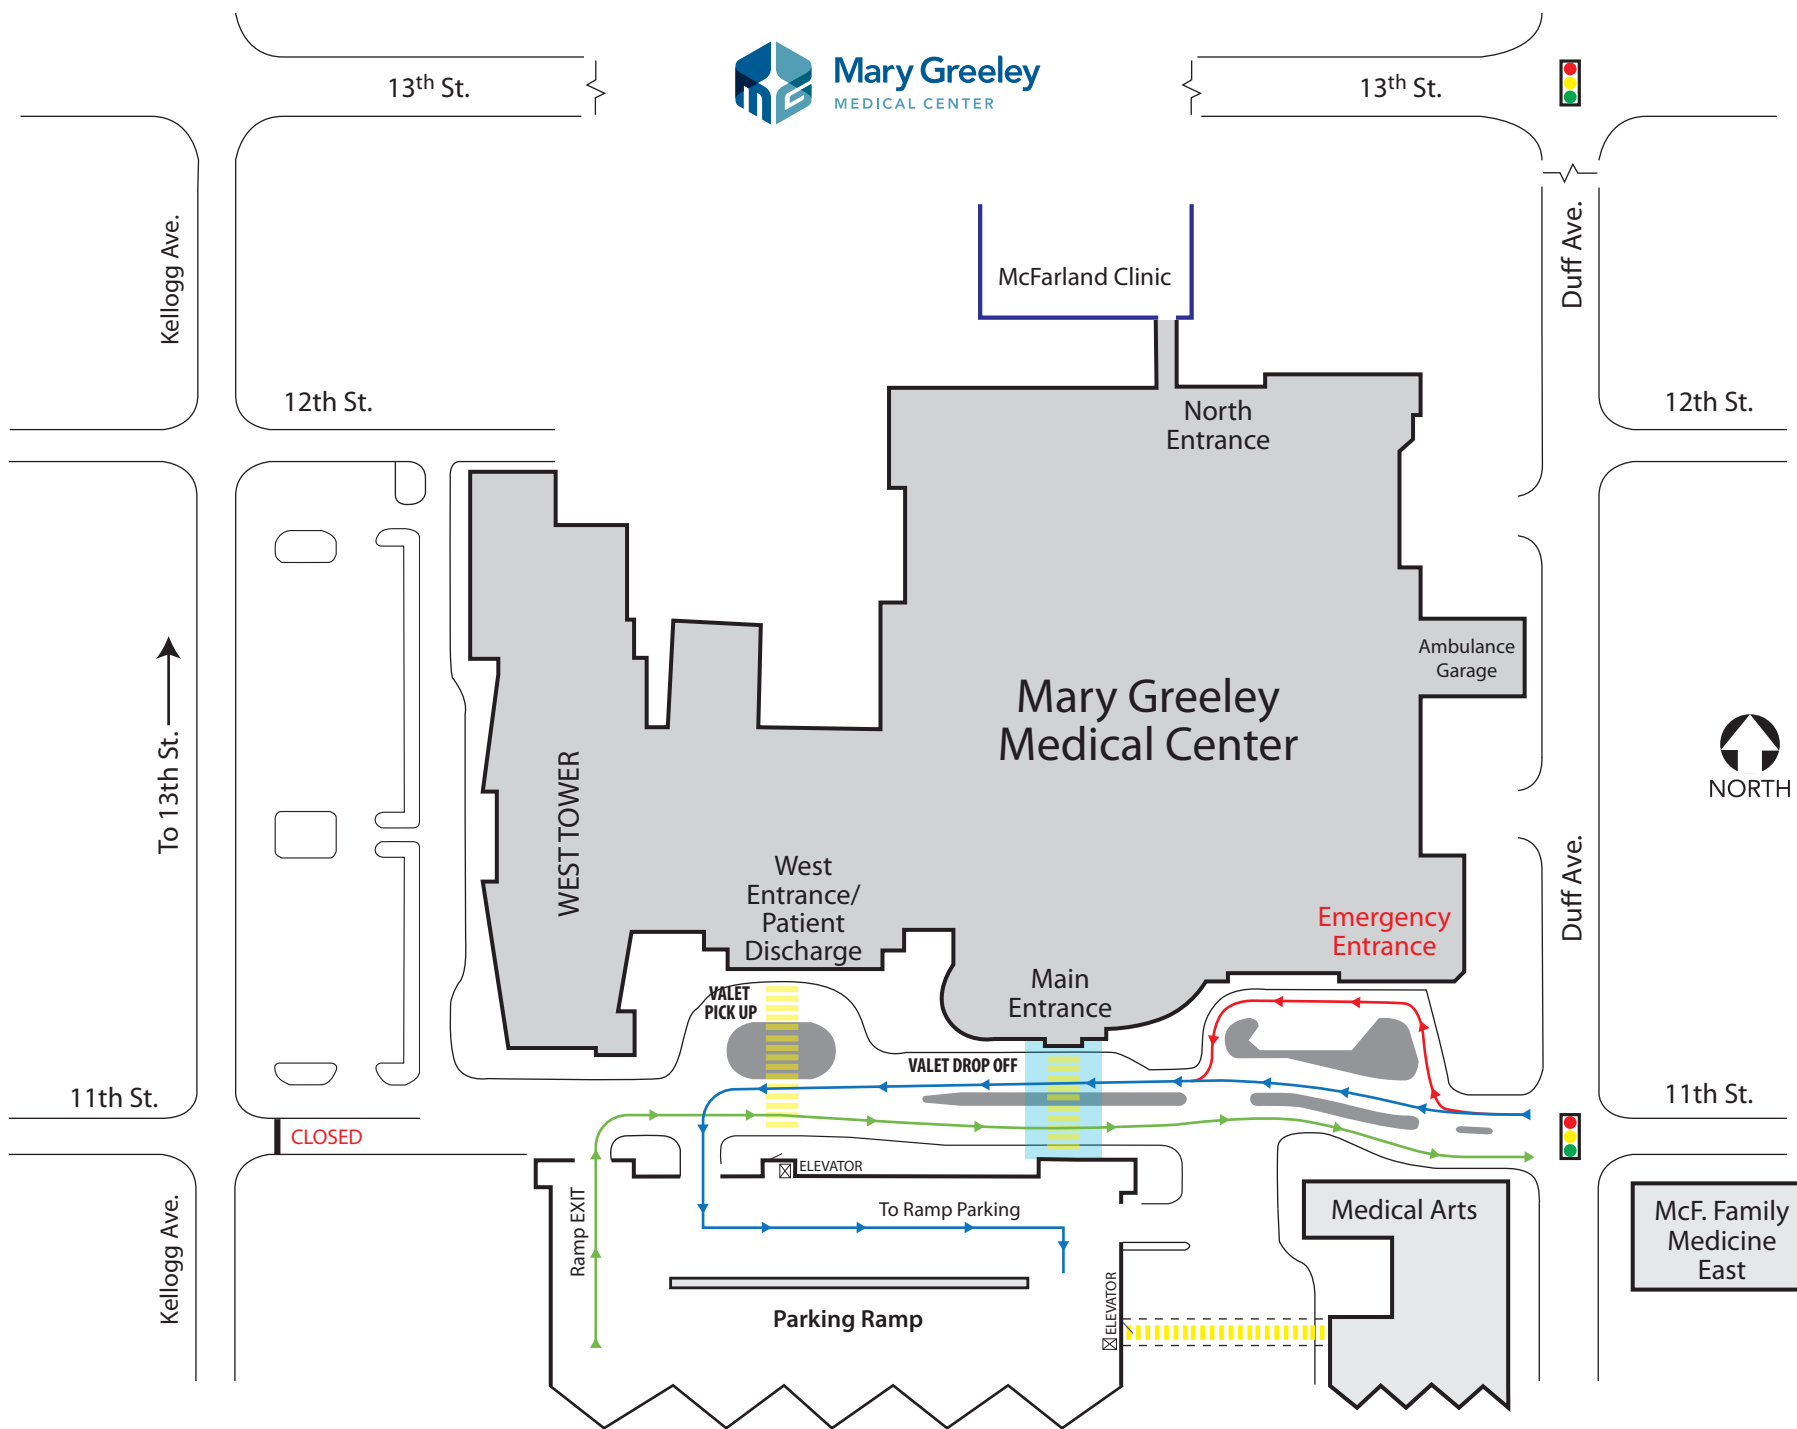 Mary Greeley
MEDICAL CENTER
13th St.
13th St.
Kellogg Ave.
Duff Ave.
McFarland Clinic
12th St.
12th St.
North
Entrance
Ambulance
Garage
Mary Greeley
Medical Center
To 13th St.
WEST TOWER
NORTH
West
Entrance/
Patient
Discharge
Emergency
Entrance
Duff Ave.
Main
Entrance
VALET
PICK UP
VALET DROP OFF
11th St.
11th St.
CLOSED
ELEVATOR
Ramp EXIT
To Ramp Parking
Medical Arts
McF. Family
Medicine
East
Kellogg Ave.
ELEVATOR
Parking Ramp